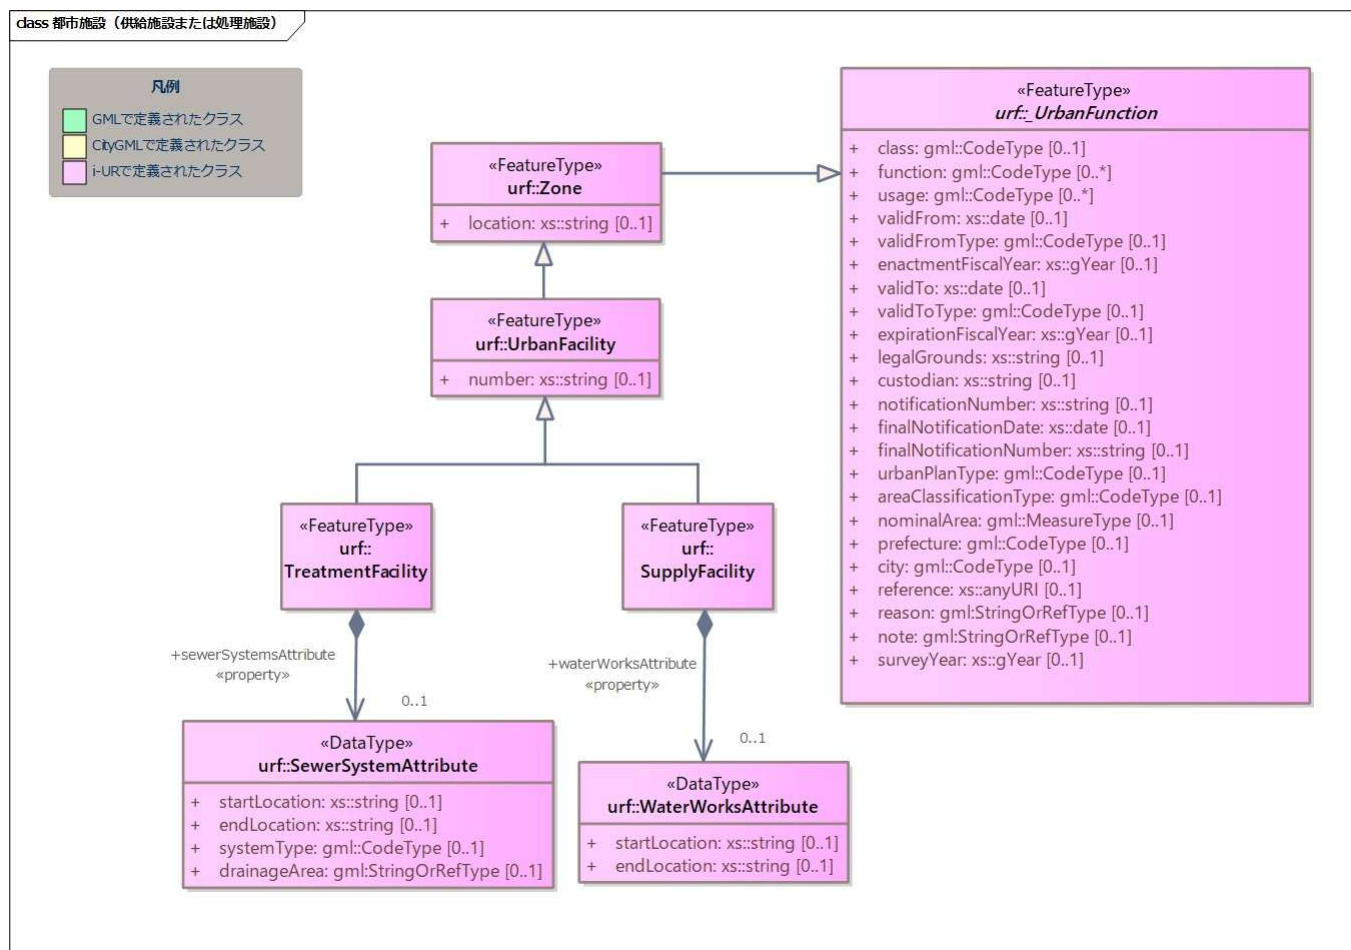 class 都市施設（供給施設または処理施設）
凡例
GMLで定義されたクラス
CityGMLで定義されたクラス
i-URで定義されたクラス
«FeatureType»
urf::_UrbanFunction
+ class: gml::CodeType [0..1]
+ function: gml::CodeType [0..*]
+ usage: gml::CodeType [0..*]
+ validFrom: xs::date [0..1]
+ validFromType: gml::CodeType [0..1]
+ enactmentFiscalYear: xs::gYear [0..1]
+ validTo: xs::date [0..1]
+ validToType: gml::CodeType [0..1]
+ expirationFiscalYear: xs::gYear [0..1]
+ legalGrounds: xs::string [0..1]
+ custodian: xs::string [0..1]
+ notificationNumber: xs::string [0..1]
+ finalNotificationDate: xs::date [0..1]
+ finalNotificationNumber: xs::string [0..1]
+ urbanPlanType: gml::CodeType [0..1]
+ areaClassificationType: gml::CodeType [0..1]
+ nominalArea: gml::MeasureType [0..1]
+ prefecture: gml::CodeType [0..1]
+ city: gml::CodeType [0..1]
+ reference: xs::anyURI [0..1]
+ reason: gml:StringOrRefType [0..1]
+ note: gml:StringOrRefType [0..1]
+ surveyYear: xs::gYear [0..1]
«FeatureType»
urf::Zone
+ location: xs::string [0..1]
«FeatureType»
urf::UrbanFacility
+ number: xs::string [0..1]
«FeatureType»
urf::
TreatmentFacility
«FeatureType»
urf::
SupplyFacility
+sewerSystemsAttribute
«property»
0..1
+waterWorksAttribute
«property»
0..1
«DataType»
urf::SewerSystemAttribute
+ startLocation: xs::string [0..1]
+ endLocation: xs::string [0..1]
+ systemType: gml::CodeType [0..1]
+ drainageArea: gml:StringOrRefType [0..1]
«DataType»
urf::WaterWorksAttribute
+ startLocation: xs::string [0..1]
+ endLocation: xs::string [0..1]